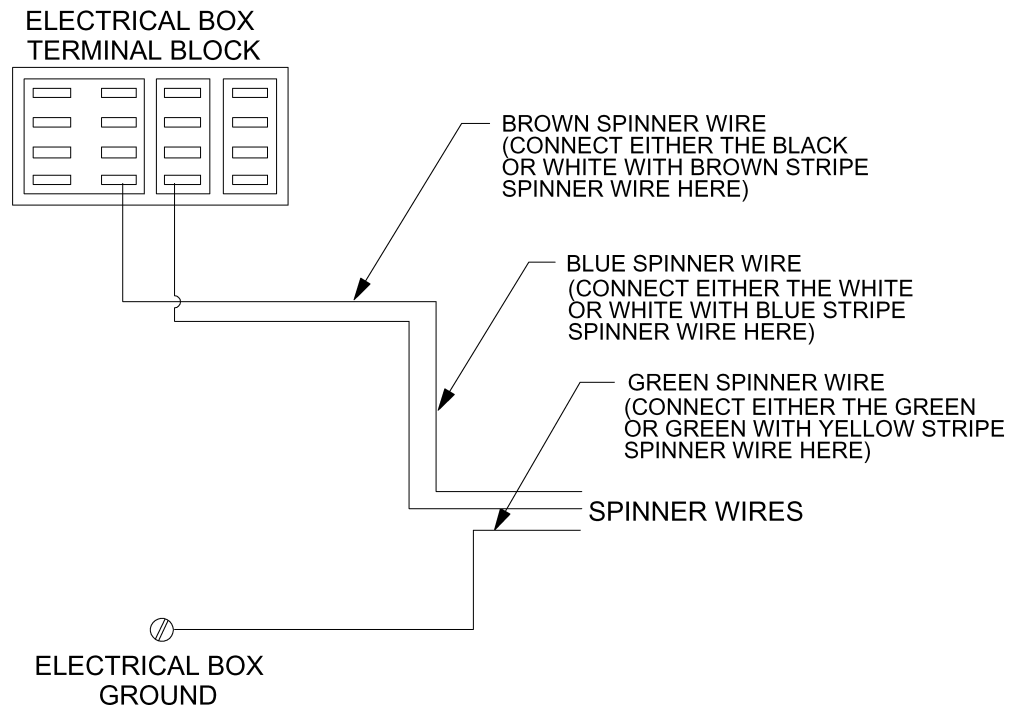 ELECTRICAL BOX
TERMINAL BLOCK
BROWN SPINNER WIRE
(CONNECT EITHER THE BLACK
OR WHITE WITH BROWN STRIPE
SPINNER WIRE HERE)
BLUE SPINNER WIRE
(CONNECT EITHER THE WHITE
OR WHITE WITH BLUE STRIPE
SPINNER WIRE HERE)
GREEN SPINNER WIRE
(CONNECT EITHER THE GREEN
OR GREEN WITH YELLOW STRIPE
SPINNER WIRE HERE)
SPINNER WIRES
ELECTRICAL BOX
GROUND